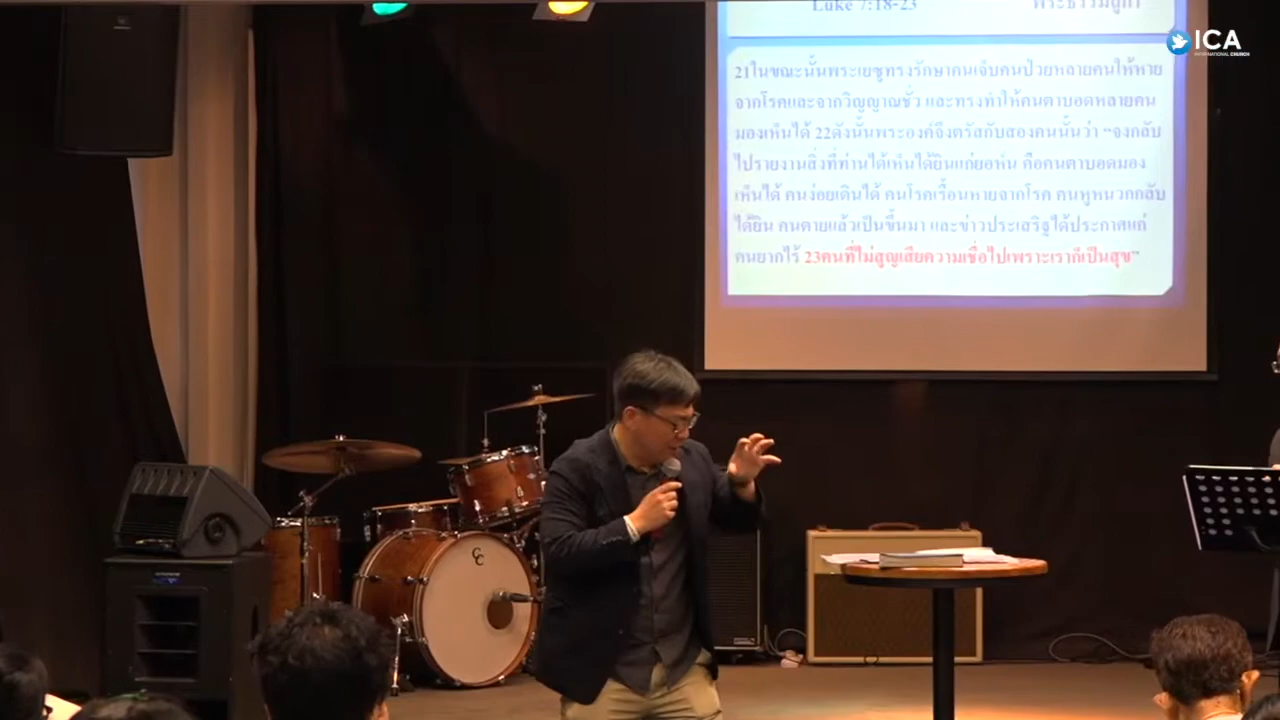 Luke 7:18-23 พระธรรมลูกา
ICA
INTERNATIONAL CHURCH
21ในขณะนั้นพระเยซูทรงรักษาคนเจ็บคนป่วยหลายคนให้หาย
จากโรคและจากวิญญาณชั่ว และทรงทำให้คนตาบอดหลายคน
มองเห็นได้ 22ดังนั้นพระองค์จึงตรัสกับสองคนนั้นว่า “จงกลับ
ไปรายงานสิ่งที่ท่านได้เห็นได้ยินแก่ยอห์น คือคนตาบอดมอง
เห็นได้ คนง่อยเดินได้ คนโรคเรื้อนหายจากโรค คนหูหนวกกลับ
ได้ยิน คนตายแล้วเป็นขึ้นมา และข่าวประเสริฐได้ประกาศแก่
คนยากไร้ 23คนที่ไม่สูญเสียความเชื่อไปเพราะเราก็เป็นสุข”
CC